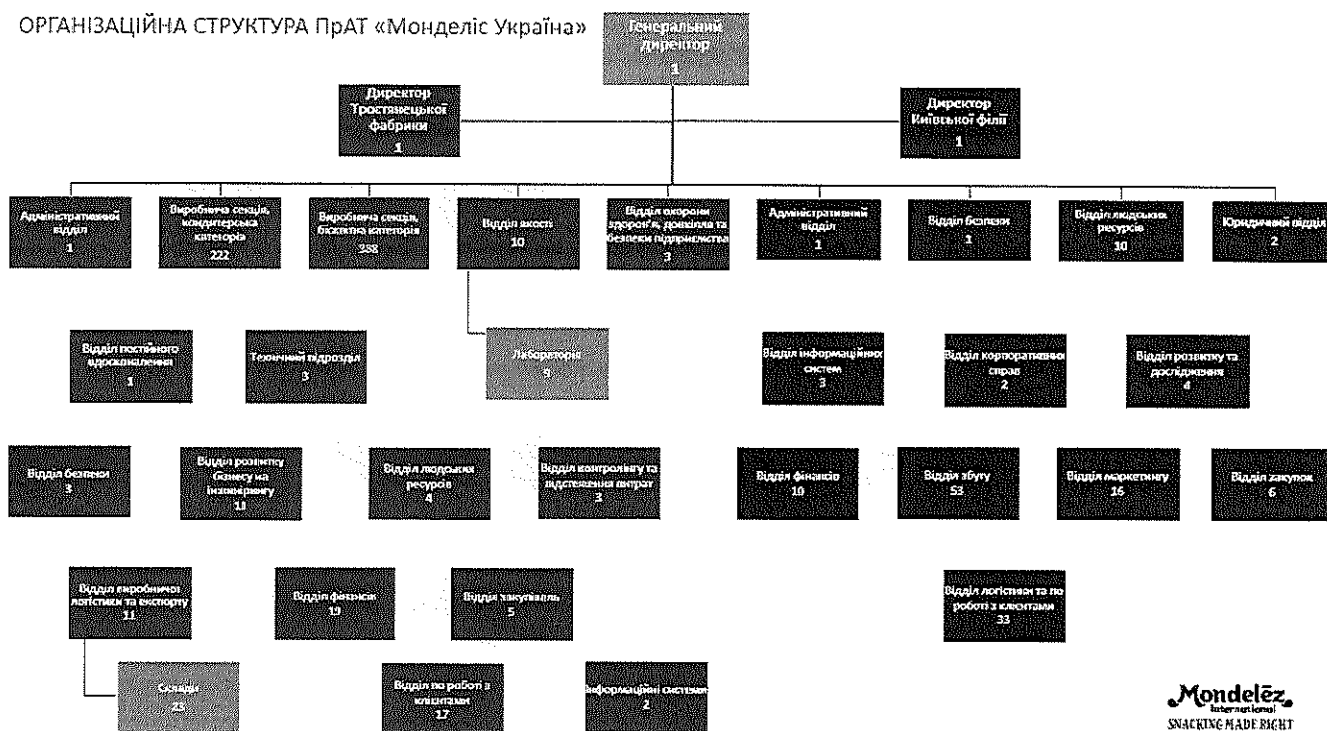 ОРГАНІЗАЦІЙНА СТРУКТУРА ПрАТ «Монделіс Україна»
Генеральний
директор
1
Директор
Тростянецької
фабрики
1
Директор
Київської філії
1
Адміністративний
відділ
1
Виробнича секція,
кондитерська
категорія
222
Виробнича секція,
бісквітна категорія
Відділ якості
10
Відділ охорони
здоров'я, довкілля та
безпеки підприємства
3
Адміністративний
відділ
1
Відділ безпеки
1
Відділ людських
ресурсів
10
Юридичний відділ
2
Відділ постійного
вдосконалення
1
Технічний підрозділ
3
Лабораторія
9
Відділ інформаційних
систем
3
Відділ корпоративних
справ
2
Відділ розвитку та
дослідження
4
Відділ безпеки
3
Відділ розвитку
бізнесу та
інжинірингу
Відділ людських
ресурсів
4
Відділ контролінгу та
відстеження витрат
3
Відділ фінансів
Відділ збуту
53
Відділ маркетингу
16
Відділ закупок
6
Відділ виробничої
логістики та експорту
11
Відділ фінансів
Відділ закупівель
5
Відділ логістики та по
роботі з клієнтами
33
Склади
Відділ по роботі з
клієнтами
17
Інформаційні системи
2
Mondelēz
International
SNACKING MADE RIGHT